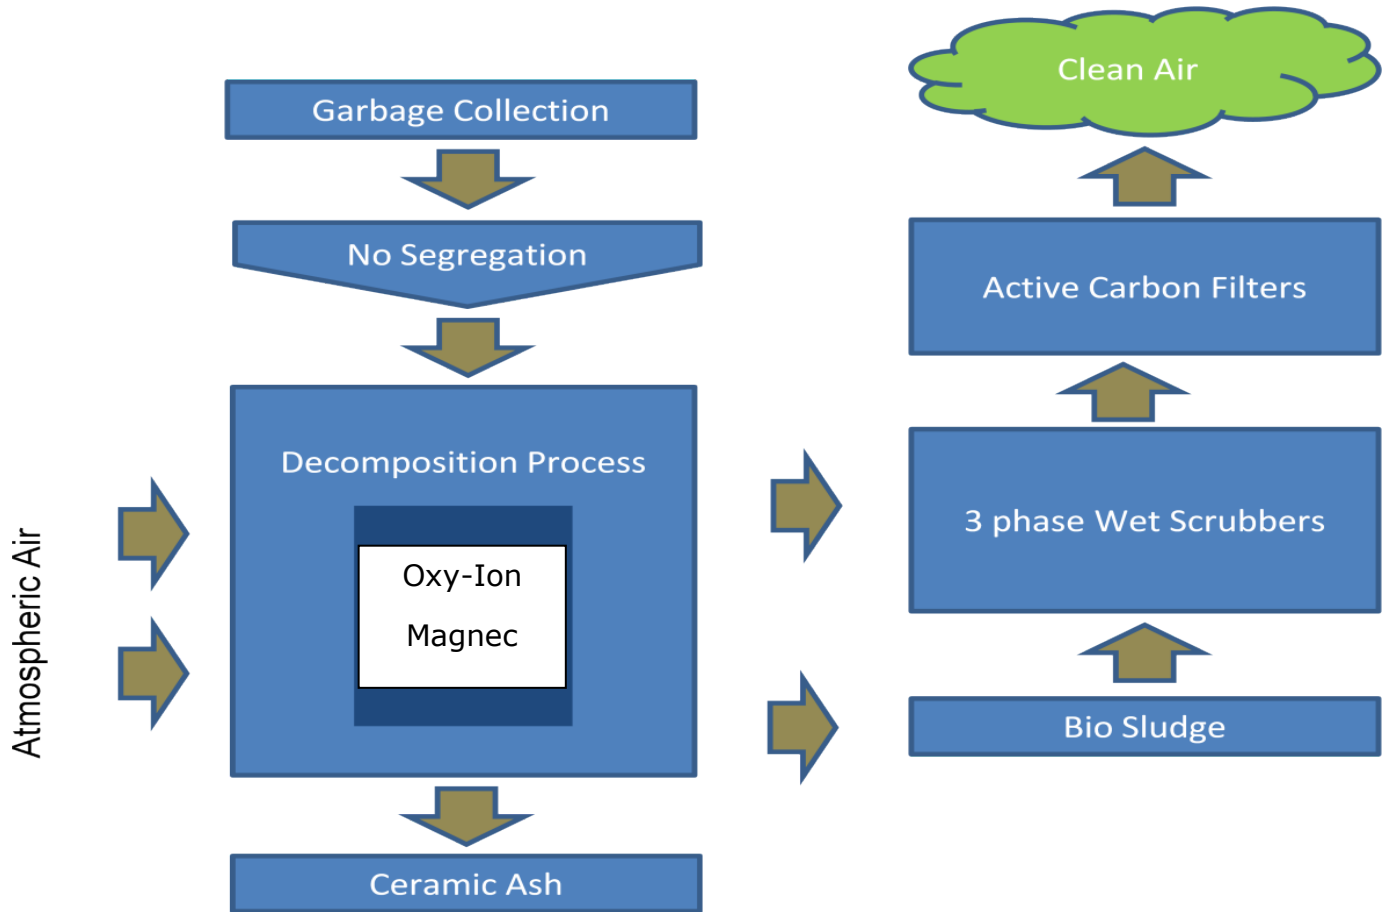 Garbage Collection
No Segregation
Decomposition Process
Oxy-Ion
Magnec
Ceramic Ash
Atmospheric Air
Clean Air
Active Carbon Filters
3 phase Wet Scrubbers
Bio Sludge